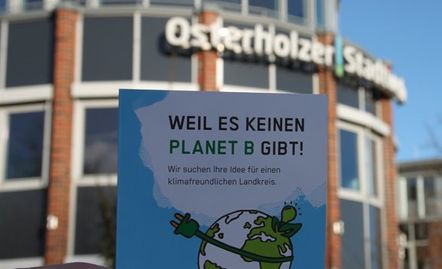 Osterholzer Stadtwerke
WEIL ES KEINEN
PLANET B GIBT!
Wir suchen Ihre Idee für einen
klimafreundlichen Landkreis.